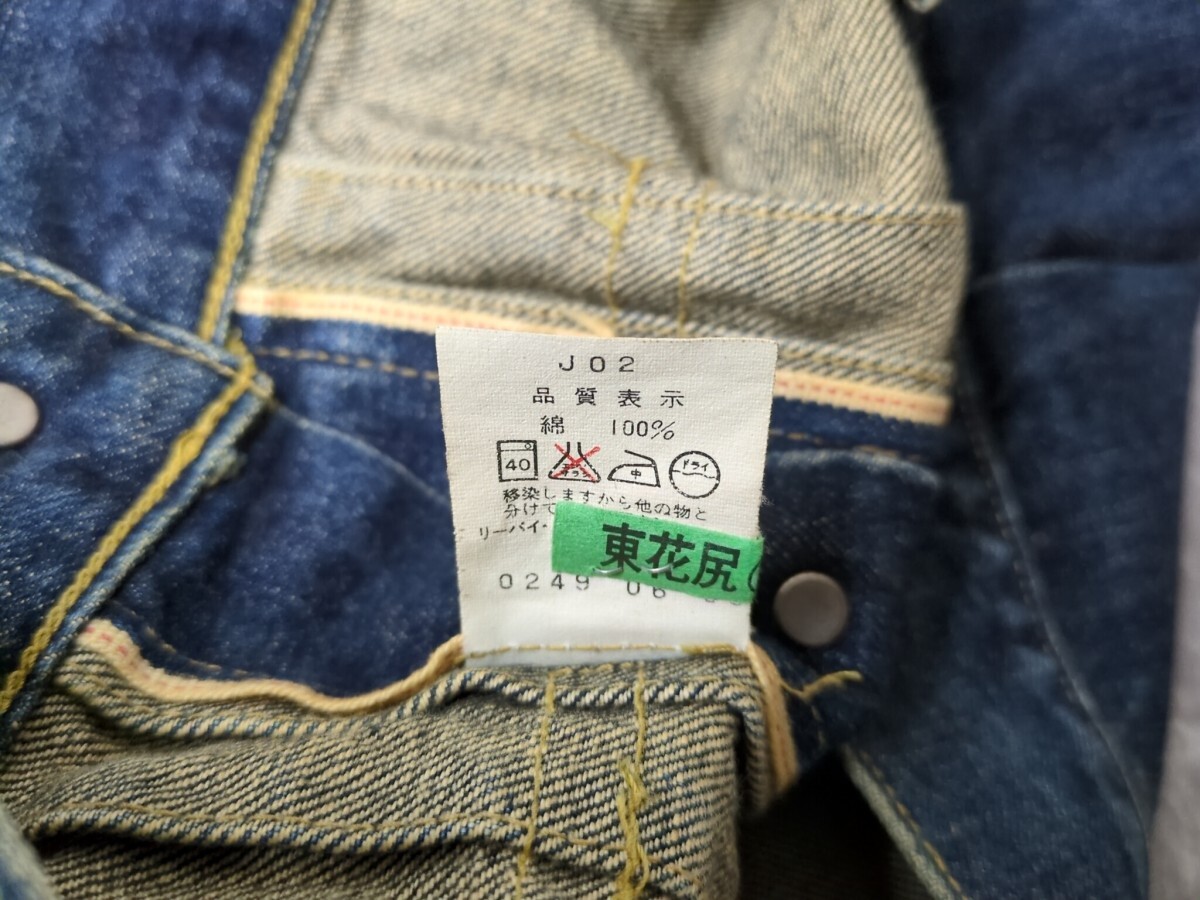 J02
品質表示
綿 100%
40 中 ドライ
移染しますから他の物と
分けて
リーバイ・
東花尻
0249 06